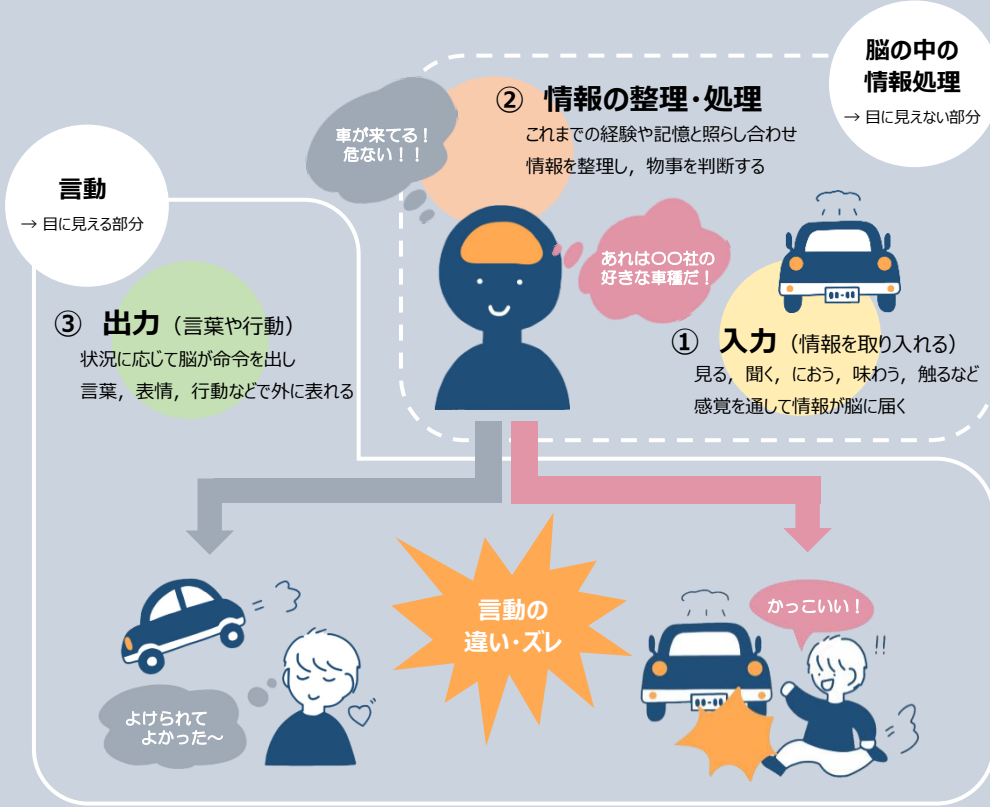 脳の中の
情報処理
→ 目に見えない部分
② 情報の整理・処理
これまでの経験や記憶と照らし合わせ
情報を整理し，物事を判断する
車が来てる！
危ない！！
言動
→ 目に見える部分
あれは〇〇社の
好きな車種だ！
00-00
① 入力（情報を取り入れる）
見る，聞く，におう，味わう，触るなど
感覚を通して情報が脳に届く
③ 出力（言葉や行動）
状況に応じて脳が命令を出し
言葉，表情，行動などで外に表れる
言動の
違い・ズレ
かっこいい！
!!
00-00
よけられて
よかった～